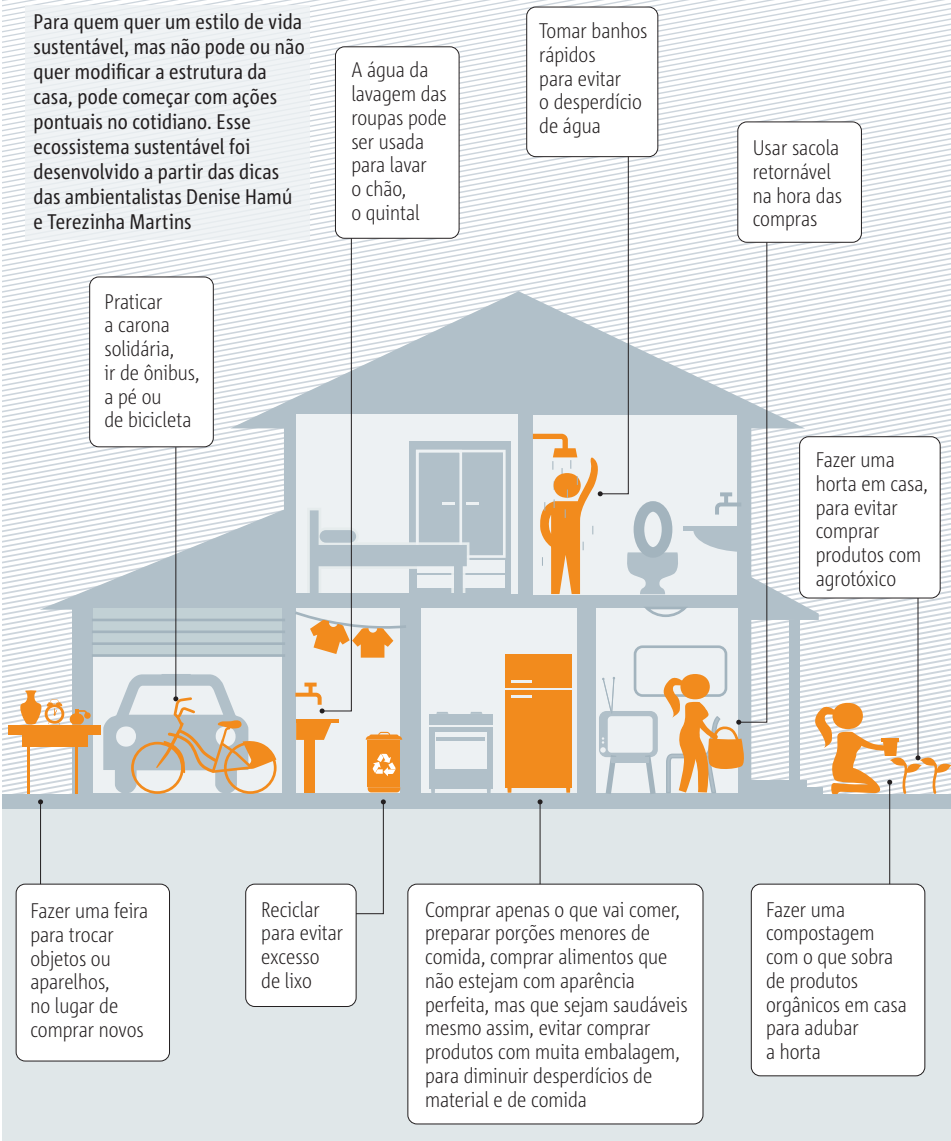 Para quem quer um estilo de vida
sustentável, mas não pode ou não
quer modificar a estrutura da
casa, pode começar com ações
pontuais no cotidiano. Esse
ecossistema sustentável foi
desenvolvido a partir das dicas
das ambientalistas Denise Hamú
e Terezinha Martins
A água da
lavagem das
roupas pode
ser usada
para lavar
o chão,
o quintal
Tomar banhos
rápidos
para evitar
o desperdício
de água
Usar sacola
retornável
na hora das
compras
Praticar
a carona
solidária,
ir de ônibus,
a pé ou
de bicicleta
Fazer uma
horta em casa,
para evitar
comprar
produtos com
agrotóxico
Fazer uma feira
para trocar
objetos ou
aparelhos,
no lugar de
comprar novos
Reciclar
para evitar
excesso
de lixo
Comprar apenas o que vai comer,
preparar porções menores de
comida, comprar alimentos que
não estejam com aparência
perfeita, mas que sejam saudáveis
mesmo assim, evitar comprar
produtos com muita embalagem,
para diminuir desperdícios de
material e de comida
Fazer uma
compostagem
com o que sobra
de produtos
orgânicos em casa
para adubar
a horta